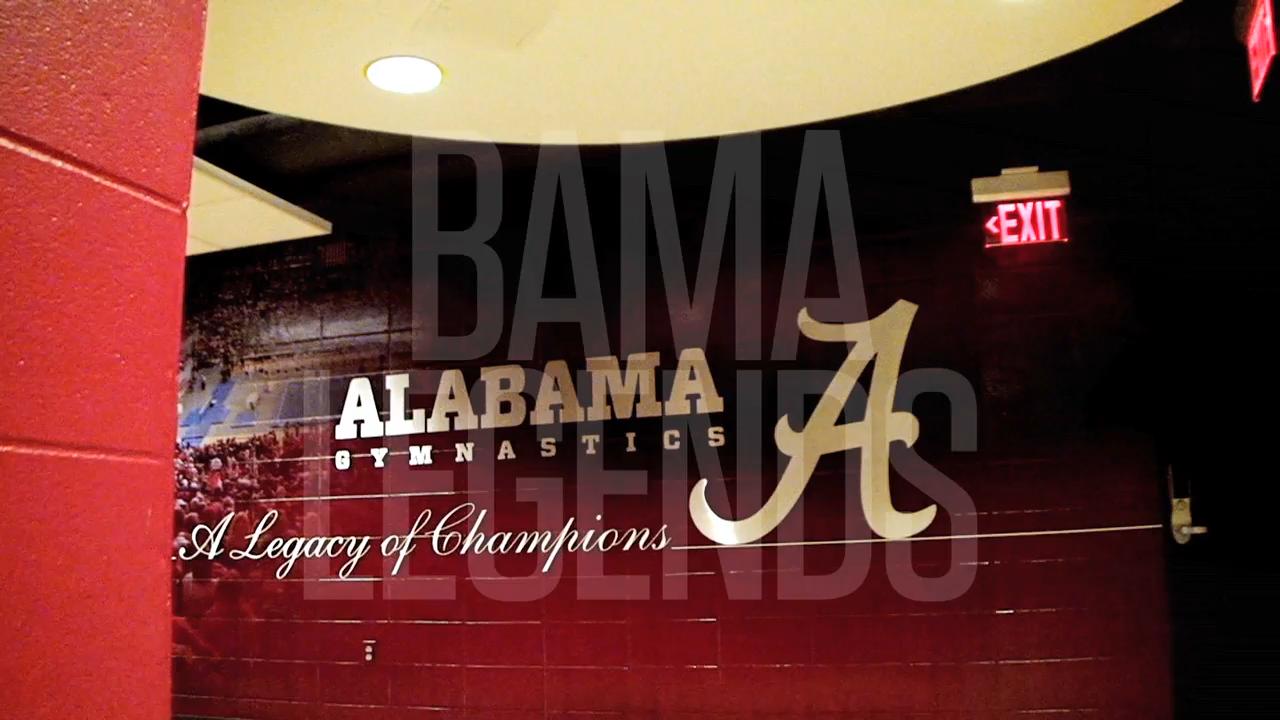 BAMA
LEGENDS
<EXIT
ALABAMA
GYMNASTICS
A
A Legacy of Champions